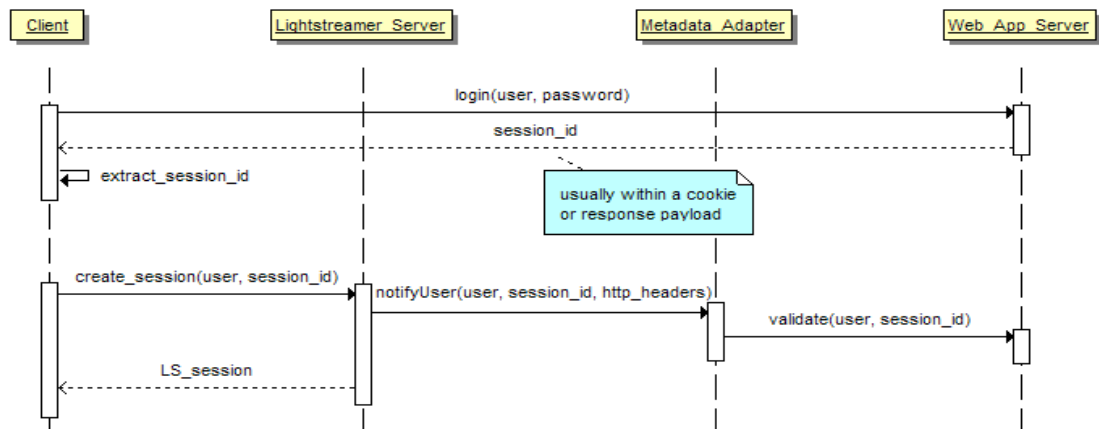 Client
Lightstreamer_Server
Metadata_Adapter
Web_App_Server
login(user, password)
session_id
extract_session_id
usually within a cookie
or response payload
create_session(user, session_id)
notifyUser(user, session_id, http_headers)
validate(user, session_id)
LS_session